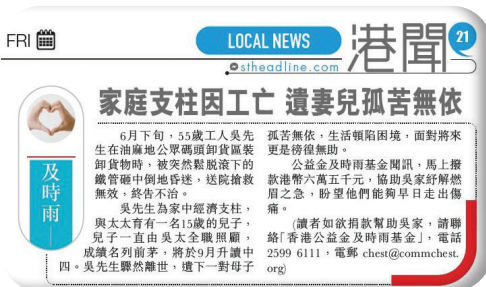 FRI
LOCAL NEWS
stheadline.com
港聞
21
家庭支柱因工亡 遺妻兒孤苦無依
及時雨
6月下旬，55歲工人吳先
生在油麻地公眾碼頭卸貨區裝
卸貨物時，被突然鬆脫滾下的
鐵管砸中倒地昏迷，送院搶救
無效，終告不治。
吳先生為家中經濟支柱，
與太太育有一名15歲的兒子，
兒子一直由吳太全職照顧，
成績名列前茅，將於9月升讀中
四。吳先生驟然離世，遺下一對母子
孤苦無依，生活頓陷困境，面對將來
更是徬徨無助。
公益金及時雨基金聞訊，馬上撥
款港幣六萬五千元，協助吳家紓解燃
眉之急，盼望他們能夠早日走出傷
痛。
(讀者如欲捐款幫助吳家，請聯
絡「香港公益金及時雨基金」，電話
2599 6111，電郵 chest@commchest.
org)